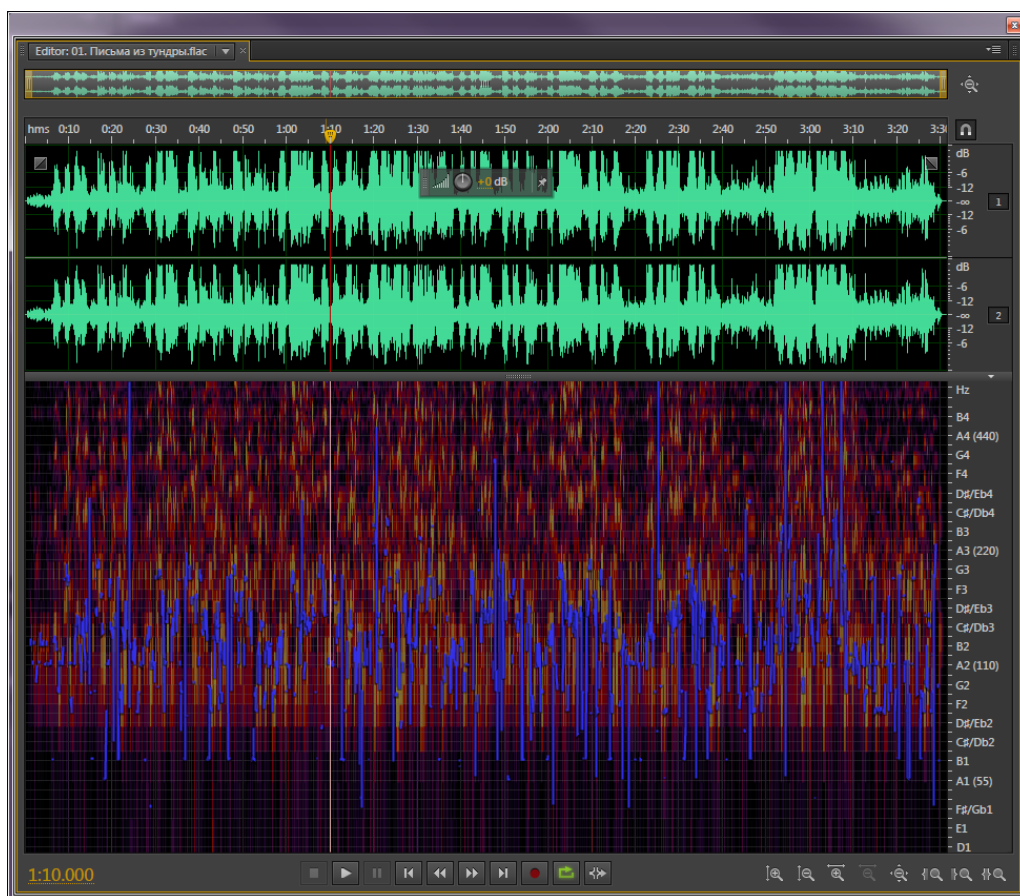 Editor: 01. Письма из тундры.flac
hms 0:10 0:20 0:30 0:40 0:50 1:00 1:10 1:20 1:30 1:40 1:50 2:00 2:10 2:20 2:30 2:40 2:50 3:00 3:10 3:20
dB
-6
-12
-∞
-12
-6
1
+0 dB
dB
-6
-12
-∞
-12
-6
2
Hz
B4
A4 (440)
G4
F4
D♯/Eb4
C♯/Db4
B3
A3 (220)
G3
F3
D♯/Eb3
C♯/Db3
B2
A2 (110)
G2
F2
D♯/Eb2
C♯/Db2
B1
A1 (55)
F♯/Gb1
E1
D1
1:10.000